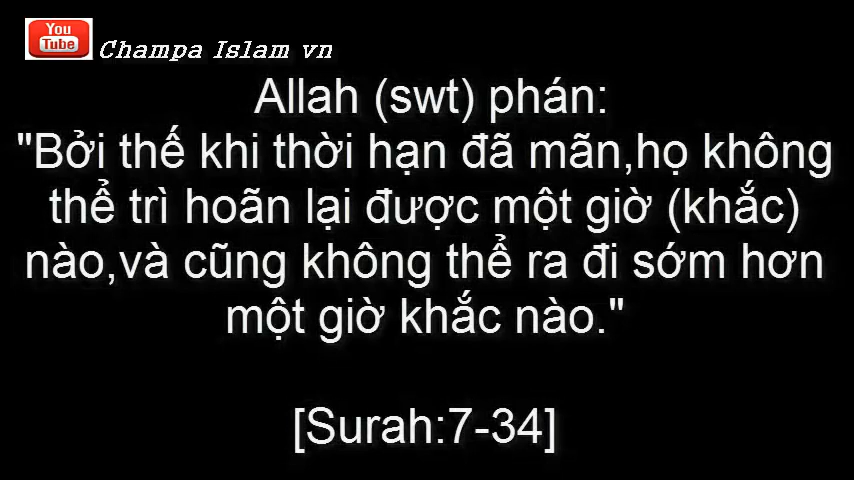 You
Tube
Champa Islam vn
Allah (swt) phán:
"Bởi thế khi thời hạn đã mãn,họ không
thể trì hoãn lại được một giờ (khắc)
nào,và cũng không thể ra đi sớm hơn
một giờ khắc nào."
[Surah:7-34]